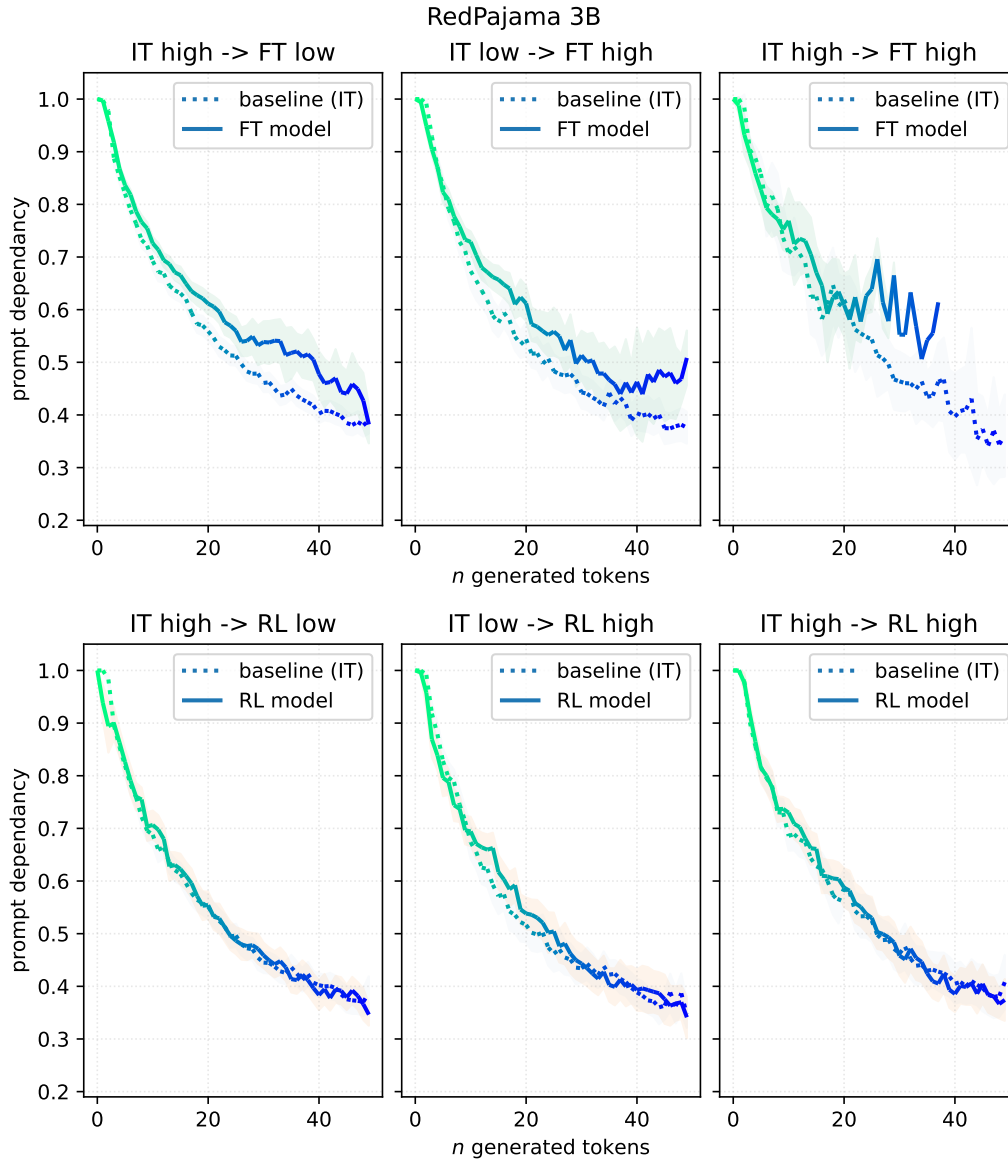 RedPajama 3B
IT high -> FT low
IT low -> FT high
IT high -> FT high
baseline (IT)
FT model
baseline (IT)
FT model
baseline (IT)
FT model
prompt dependancy
1.0
0.9
0.8
0.7
0.6
0.5
0.4
0.3
0.2
0 20 40
0 20 40
0 20 40
n generated tokens
IT high -> RL low
IT low -> RL high
IT high -> RL high
baseline (IT)
RL model
baseline (IT)
RL model
baseline (IT)
RL model
prompt dependancy
1.0
0.9
0.8
0.7
0.6
0.5
0.4
0.3
0.2
0 20 40
0 20 40
0 20 40
n generated tokens